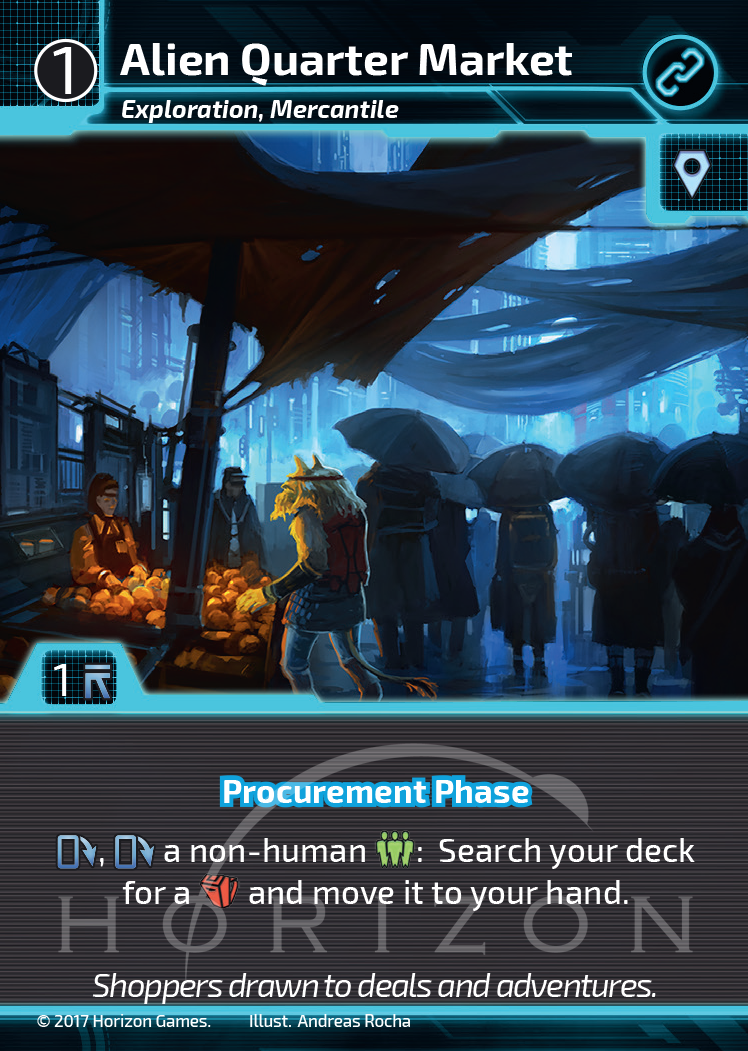 1
Alien Quarter Market
Exploration, Mercantile
1
Procurement Phase
, a non-human : Search your deck
for a and move it to your hand.
HORIZON
Shoppers drawn to deals and adventures.
© 2017 Horizon Games. Illust. Andreas Rocha